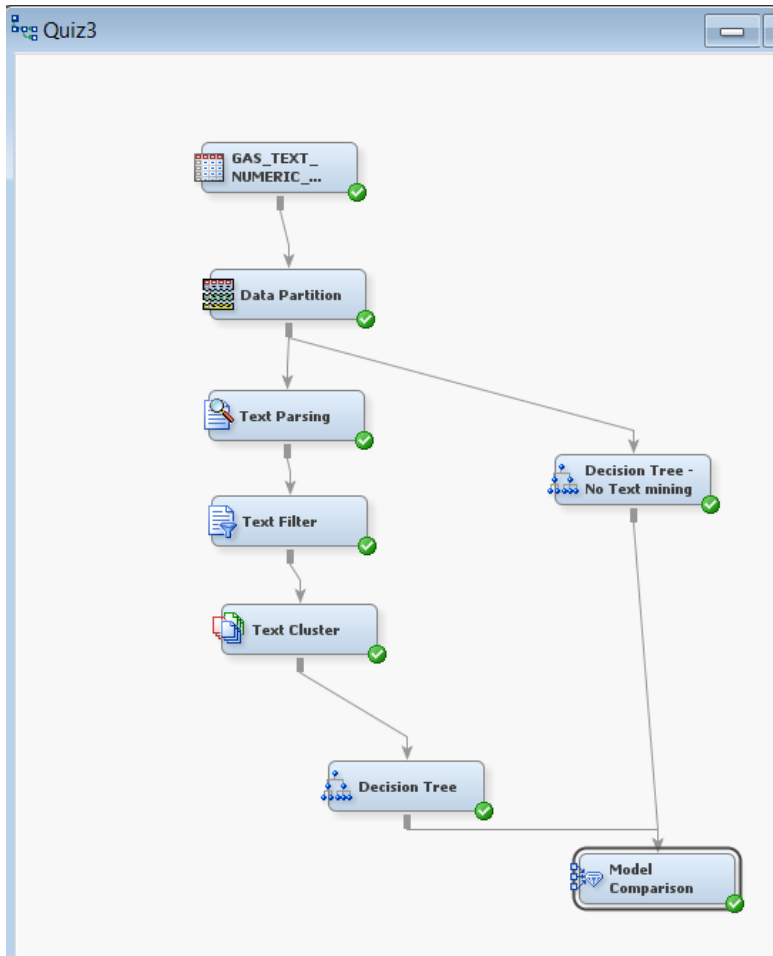 Quiz3
GAS_TEXT_
NUMERIC_...
Data Partition
Text Parsing
Decision Tree -
No Text mining
Text Filter
Text Cluster
Decision Tree
Model
Comparison